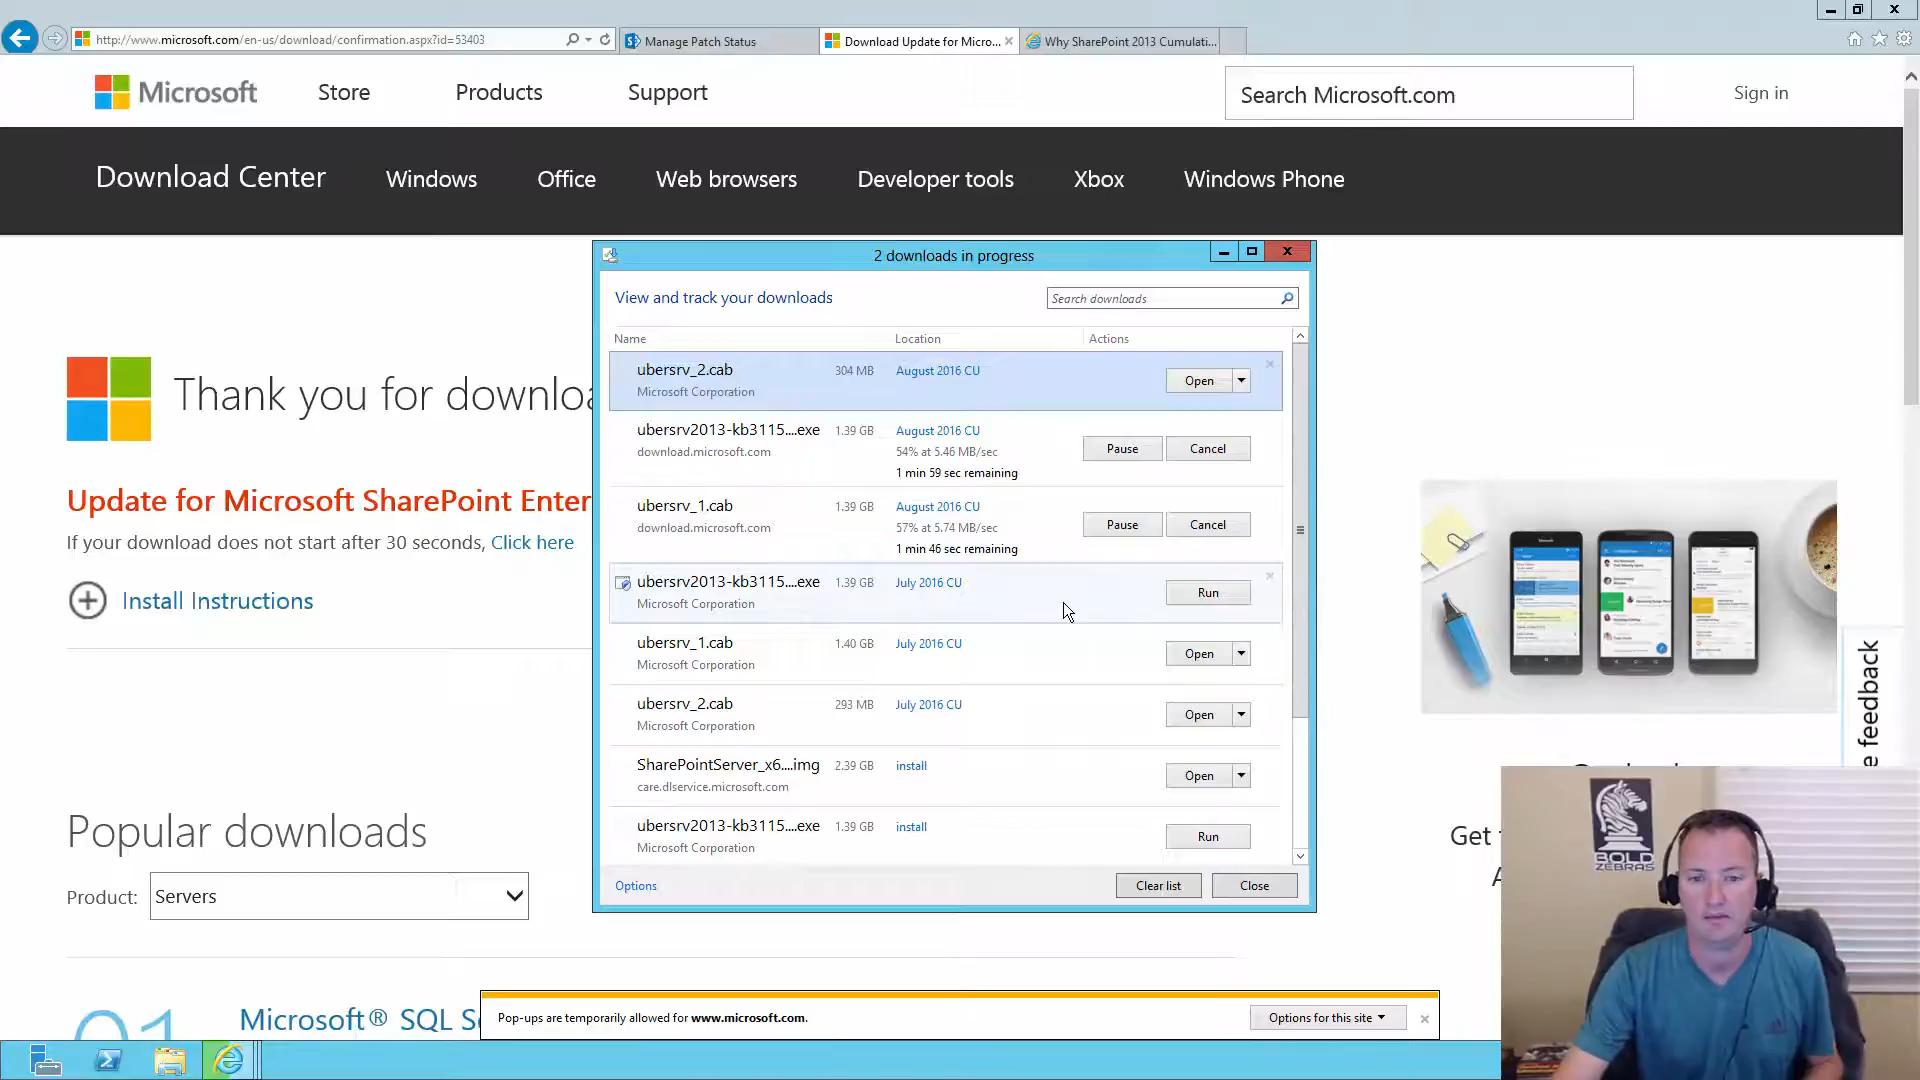 http://www.microsoft.com/en-us/download/confirmation.aspx?id=53403
Manage Patch Status
Download Update for Micro...
Why SharePoint 2013 Cumulati...
Microsoft
Store
Products
Support
Search Microsoft.com
Sign in
Download Center
Windows
Office
Web browsers
Developer tools
Xbox
Windows Phone
2 downloads in progress
View and track your downloads
Search downloads
Name
Location
Actions
ubersrv_2.cab
304 MB
August 2016 CU
Open
Microsoft Corporation
ubersrv2013-kb3115....exe
1.39 GB
August 2016 CU
download.microsoft.com
54% at 5.46 MB/sec
1 min 59 sec remaining
Pause
Cancel
ubersrv_1.cab
1.39 GB
August 2016 CU
download.microsoft.com
57% at 5.74 MB/sec
1 min 46 sec remaining
Pause
Cancel
ubersrv2013-kb3115....exe
1.39 GB
July 2016 CU
Run
Microsoft Corporation
ubersrv_1.cab
1.40 GB
July 2016 CU
Open
Microsoft Corporation
ubersrv_2.cab
293 MB
July 2016 CU
Open
Microsoft Corporation
SharePointServer_x6....img
2.39 GB
install
Open
care.dlservice.microsoft.com
ubersrv2013-kb3115....exe
1.39 GB
install
Run
Microsoft Corporation
Options
Clear list
Close
Thank you for downloa
Update for Microsoft SharePoint Enter
If your download does not start after 30 seconds, Click here
Install Instructions
Popular downloads
Product:
Servers
01
Microsoft® SQL Se
e feedback
Get
BOLD
ZEBRAS
Pop-ups are temporarily allowed for www.microsoft.com.
Options for this site